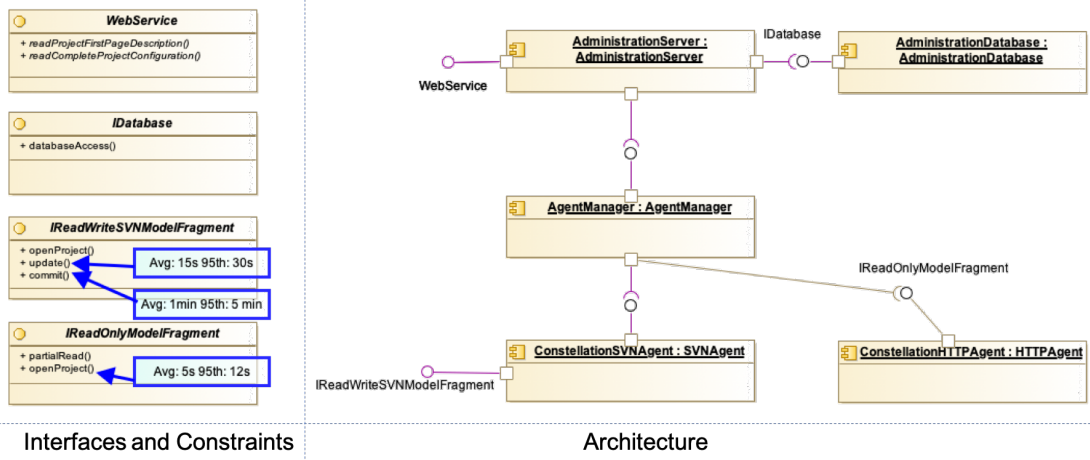 WebService
+ readProjectFirstPageDescription()
+ readCompleteProjectConfiguration()
IDatabase
+ databaseAccess()
IReadWriteSVNModelFragment
+ openProject()
+ update()
+ commit()
Avg: 15s 95th: 30s
Avg: 1min 95th: 5 min
IReadOnlyModelFragment
+ partialRead()
+ openProject()
Avg: 5s 95th: 12s
Interfaces and Constraints
WebService
AdministrationServer :
AdministrationServer
IDatabase
AdministrationDatabase :
AdministrationDatabase
AgentManager : AgentManager
IReadOnlyModelFragment
IReadWriteSVNModelFragment
ConstellationSVNAgent : SVNAgent
ConstellationHTTPAgent : HTTPAgent
Architecture